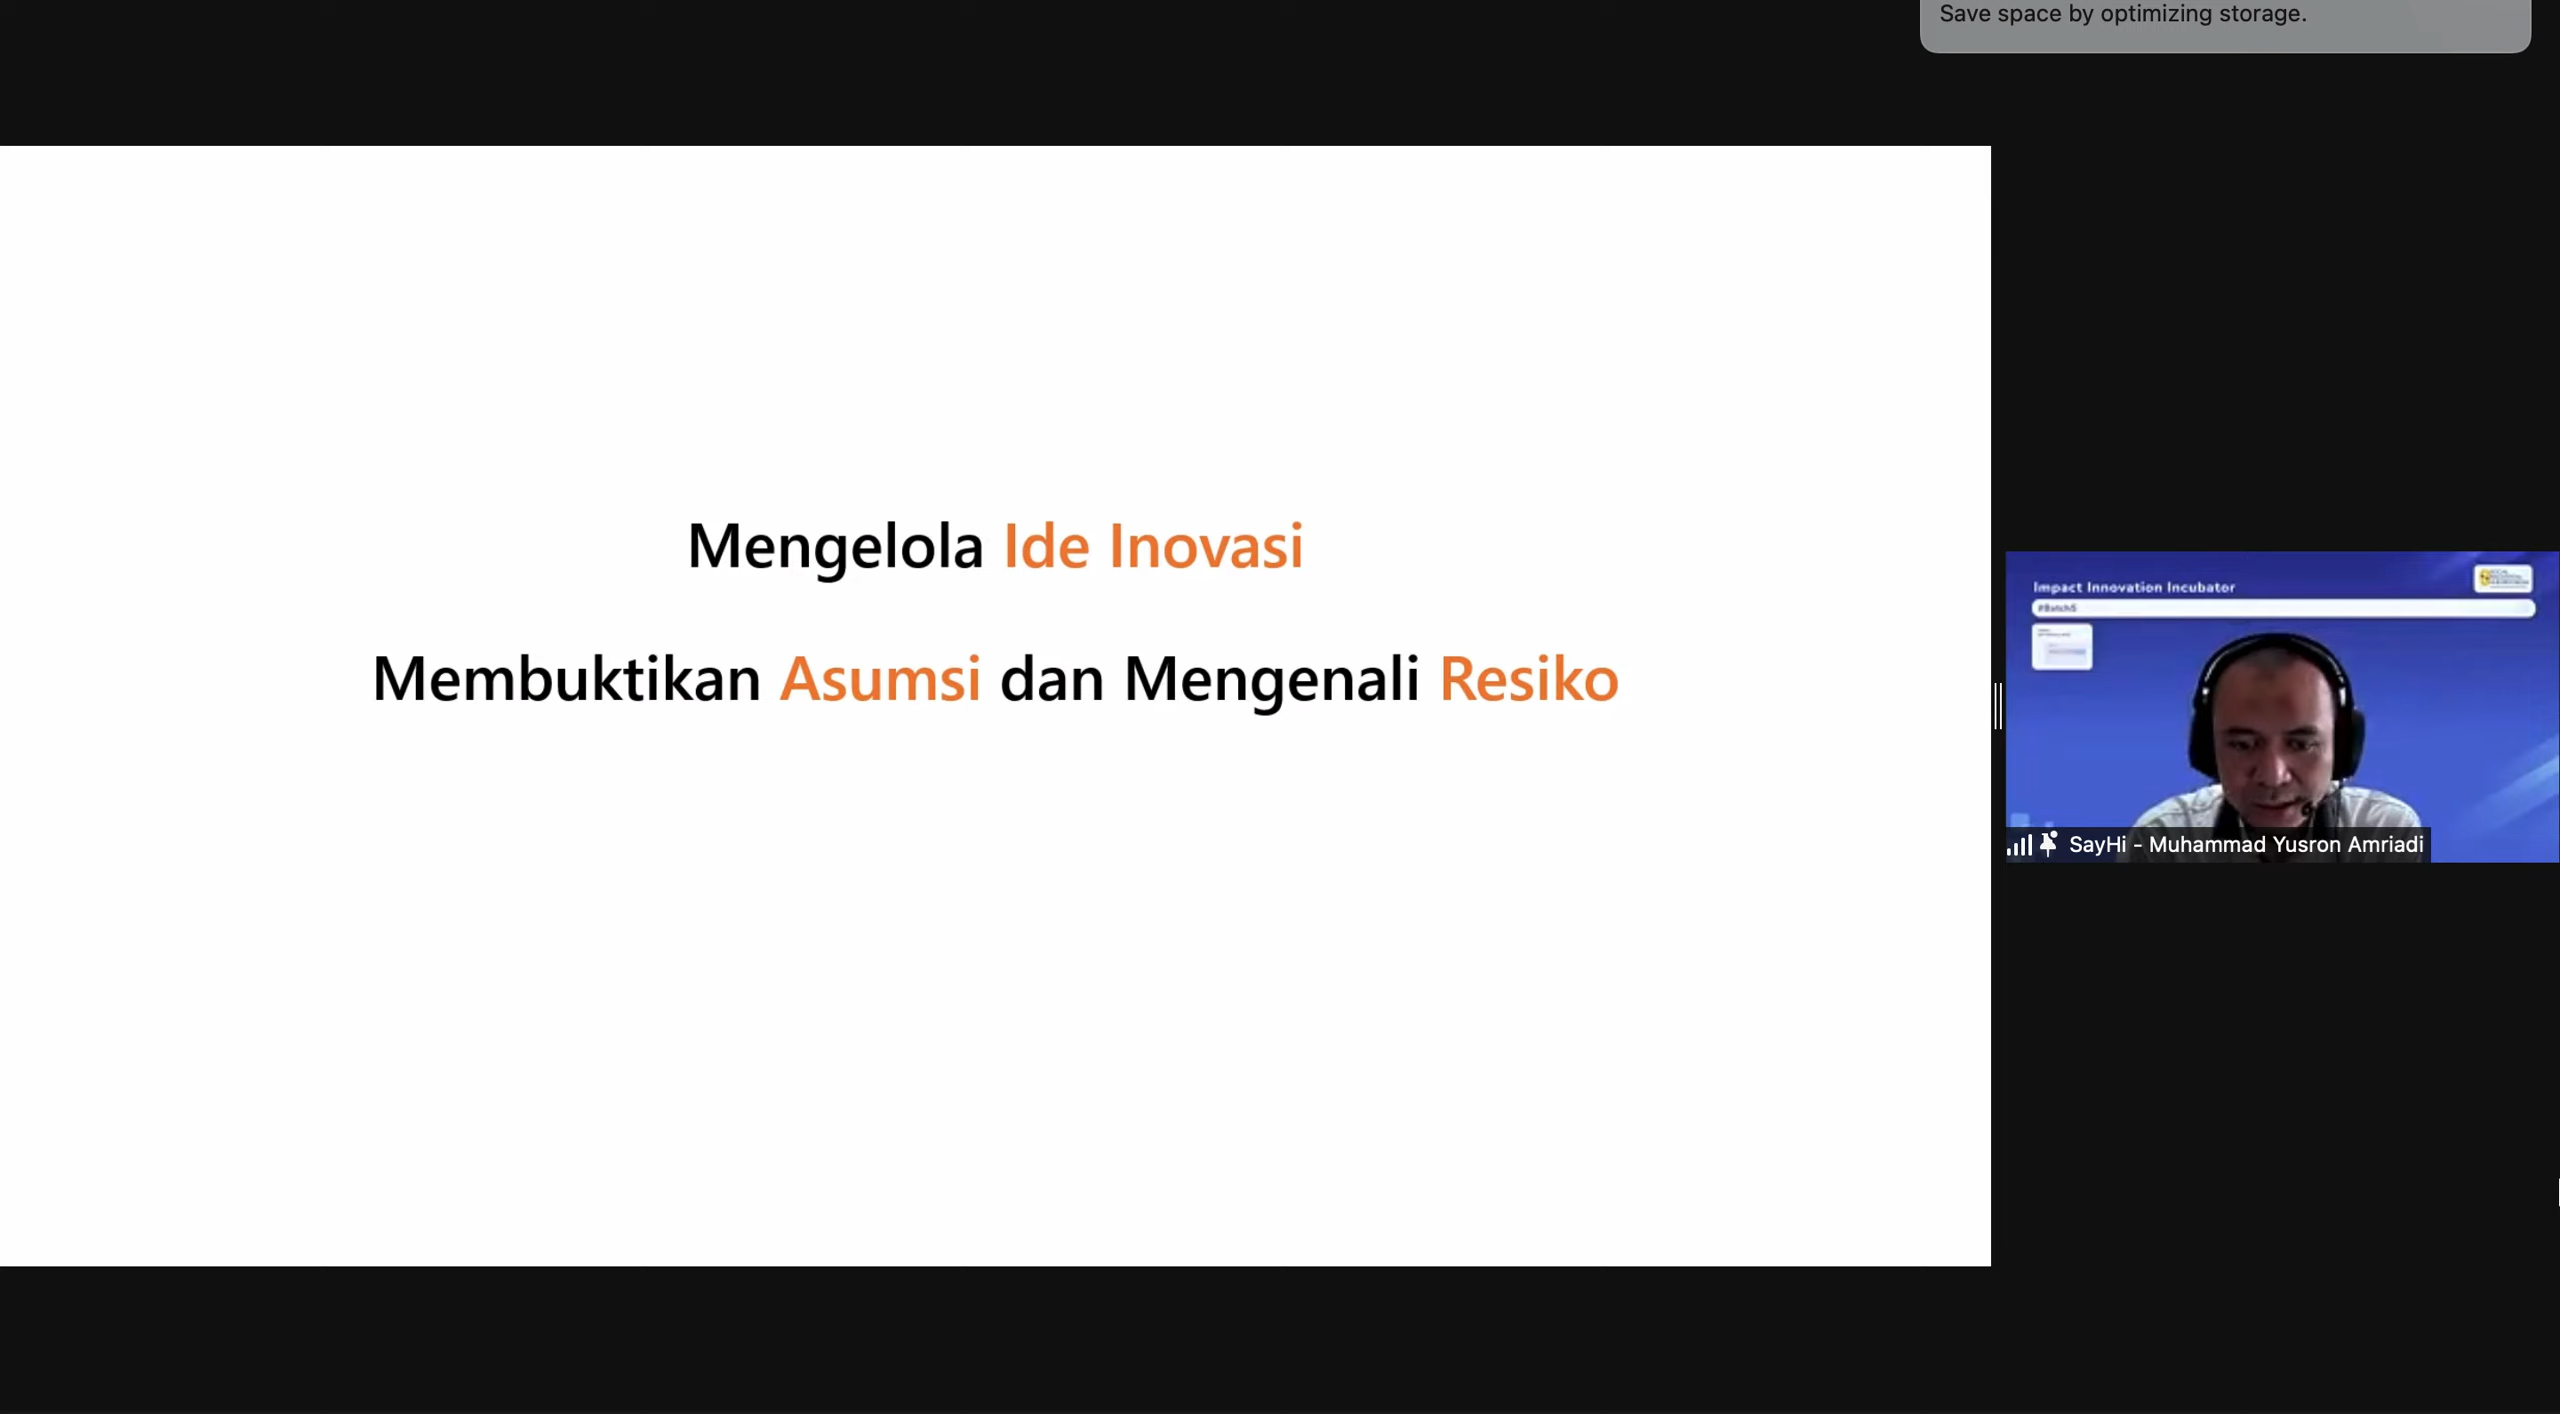 Save space by optimizing storage.
Mengelola Ide Inovasi
Membuktikan Asumsi dan Mengenali Resiko
Impact Innovation Incubator
#Batch5
SayHi - Muhammad Yusron Amriadi